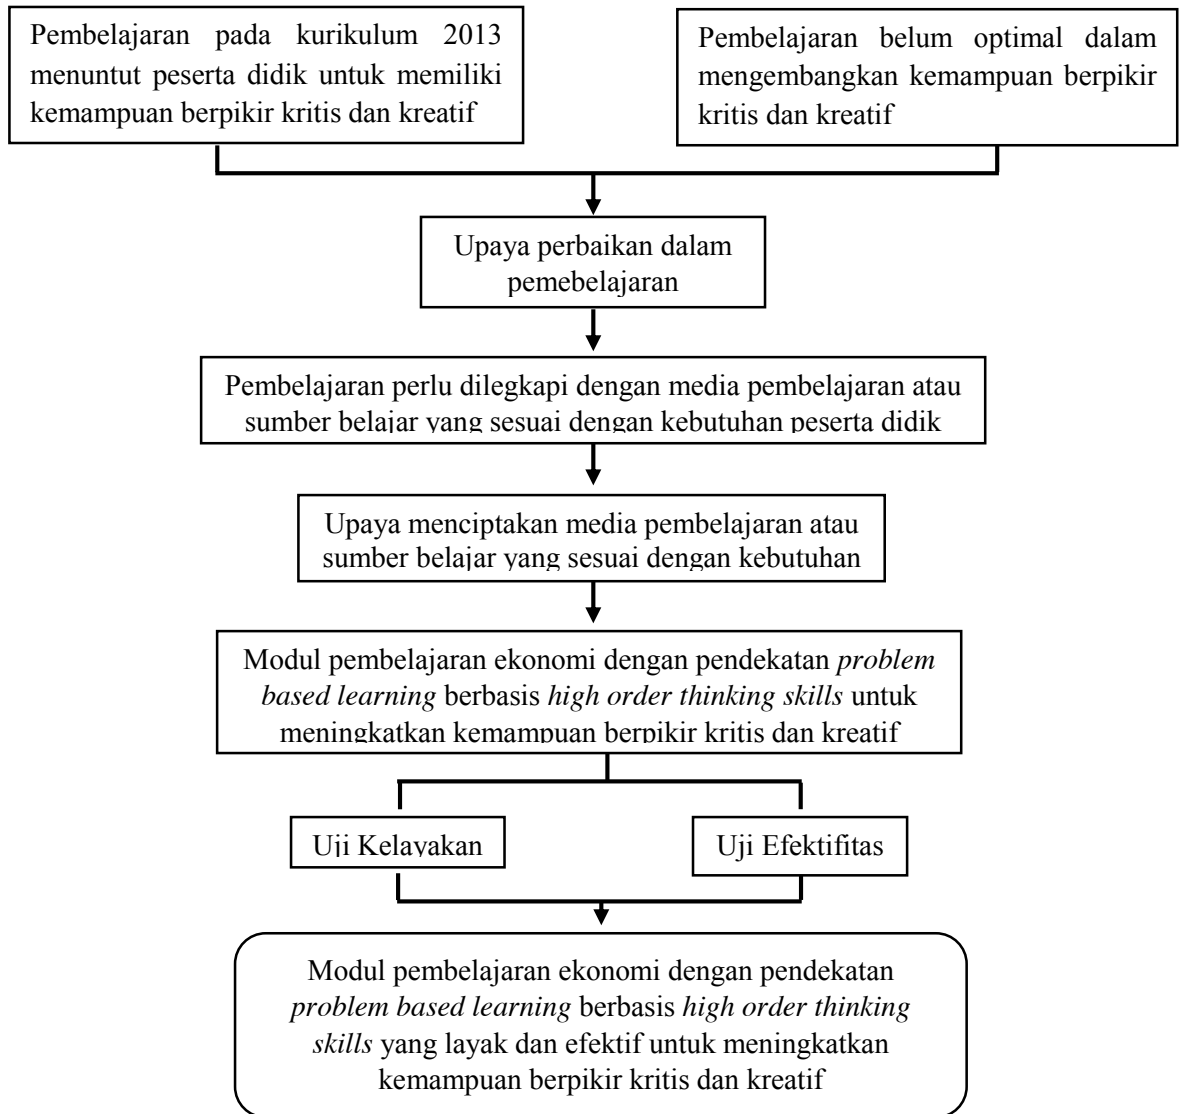 Pembelajaran pada kurikulum 2013
menuntut peserta didik untuk memiliki
kemampuan berpikir kritis dan kreatif
Pembelajaran belum optimal dalam
mengembangkan kemampuan berpikir
kritis dan kreatif
Upaya perbaikan dalam
pemebelajaran
Pembelajaran perlu dilegkapi dengan media pembelajaran atau
sumber belajar yang sesuai dengan kebutuhan peserta didik
Upaya menciptakan media pembelajaran atau
sumber belajar yang sesuai dengan kebutuhan
Modul pembelajaran ekonomi dengan pendekatan problem
based learning berbasis high order thinking skills untuk
meningkatkan kemampuan berpikir kritis dan kreatif
Uji Kelayakan
Uji Efektifitas
Modul pembelajaran ekonomi dengan pendekatan
problem based learning berbasis high order thinking
skills yang layak dan efektif untuk meningkatkan
kemampuan berpikir kritis dan kreatif